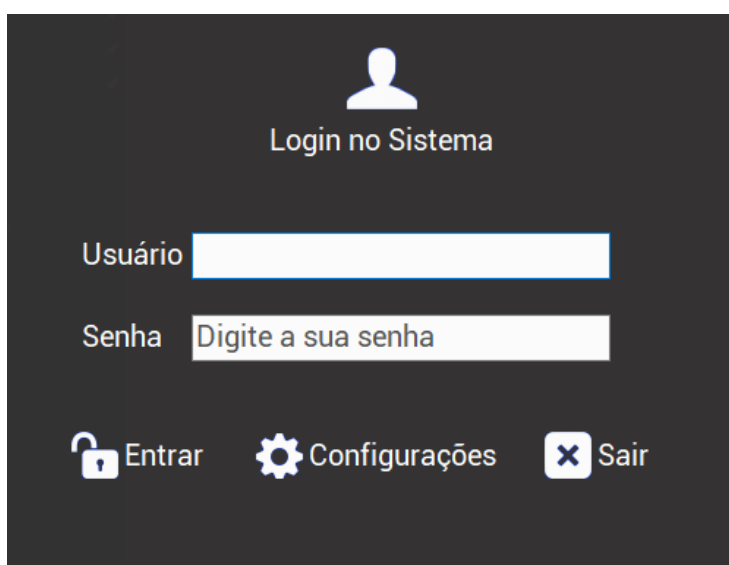 Login no Sistema
Usuário
Senha Digite a sua senha
Entrar Configurações Sair